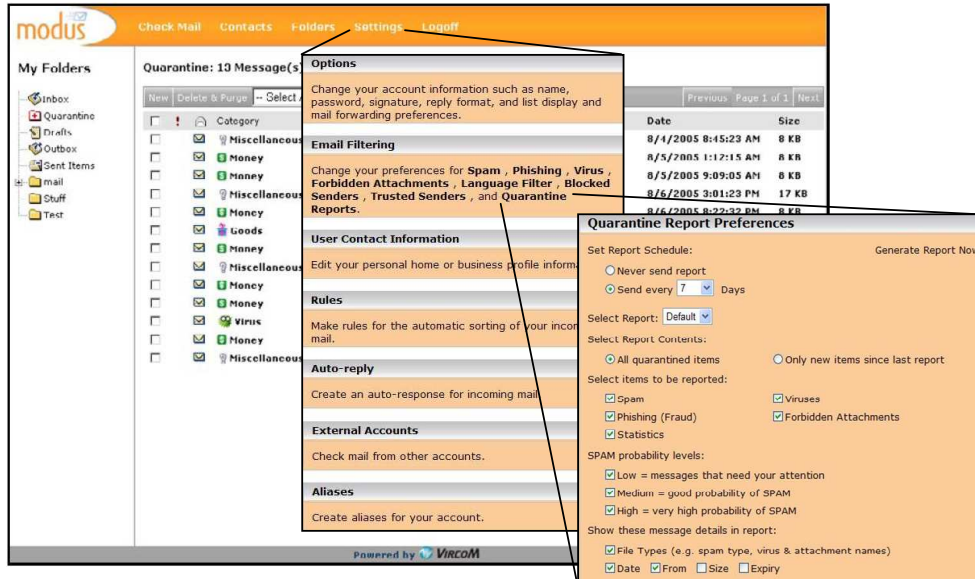 modus
Check Mail Contacts Folders Settings Logoff
My Folders
Inbox
Quarantine
Drafts
Outbox
Sent Items
mail
Stuff
Test
Quarantine: 13 Message(s)
New Delete & Purge -- Select Previous Page 1 of 1 Next
Category Date Size
Miscellaneous 8/4/2005 8:45:23 AM 8 KB
Money 8/5/2005 1:12:15 AM 8 KB
Money 8/5/2005 9:09:05 AM 8 KB
Miscellaneous 8/6/2005 3:01:23 PM 17 KB
Money 8/6/2005 8:22:32 PM 8 KB
Goods
Money
Miscellaneous
Money
Money
Virus
Money
Miscellaneous
Options
Change your account information such as name,
password, signature, reply format, and list display and
mail forwarding preferences.
Email Filtering
Change your preferences for Spam , Phishing , Virus ,
Forbidden Attachments , Language Filter , Blocked
Senders , Trusted Senders , and Quarantine
Reports.
User Contact Information
Edit your personal home or business profile
Rules
Make rules for the automatic sorting of your
mail.
Auto-reply
Create an auto-response for incoming mail
External Accounts
Check mail from other accounts.
Aliases
Create aliases for your account.
Powered by VIRCOM
Quarantine Report Preferences
Set Report Schedule: Generate Report Now
Never send report
Send every 7 Days
Select Report: Default
Select Report Contents:
All quarantined items Only new items since last report
Select items to be reported:
Spam Viruses
Phishing (Fraud) Forbidden Attachments
Statistics
SPAM probability levels:
Low = messages that need your attention
Medium = good probability of SPAM
High = very high probability of SPAM
Show these message details in report:
File Types (e.g. spam type, virus & attachment names)
Date From Size Expiry